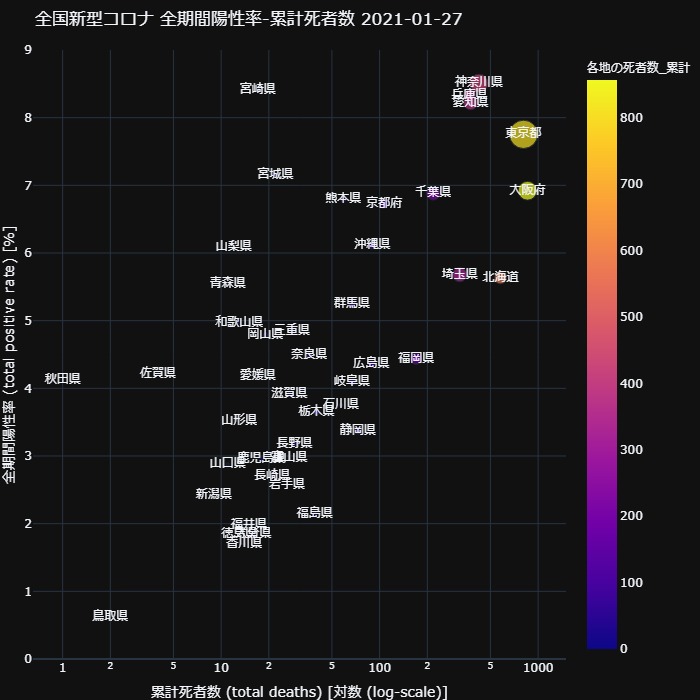 全国新型コロナ 全期間陽性率-累計死者数 2021-01-27
各地の死者数_累計
9
8
7
6
5
4
3
2
1
0
全期間陽性率 (total positive rate) [%]
宮崎県
神奈川県
兵庫県
愛知県
東京都
宮城県
熊本県
京都府
千葉県
大阪府
山梨県
沖縄県
青森県
埼玉県
北海道
群馬県
和歌山県
岡山県
三重県
奈良県
広島県
福岡県
秋田県
佐賀県
愛媛県
岐阜県
滋賀県
栃木県
石川県
山形県
静岡県
長野県
鹿児島県
山県
山口県
長崎県
岩手県
新潟県
福島県
福井県
徳島県
香川県
鳥取県
1
2
5
10
2
5
100
2
5
1000
累計死者数 (total deaths) [対数 (log-scale)]
800
700
600
500
400
300
200
100
0